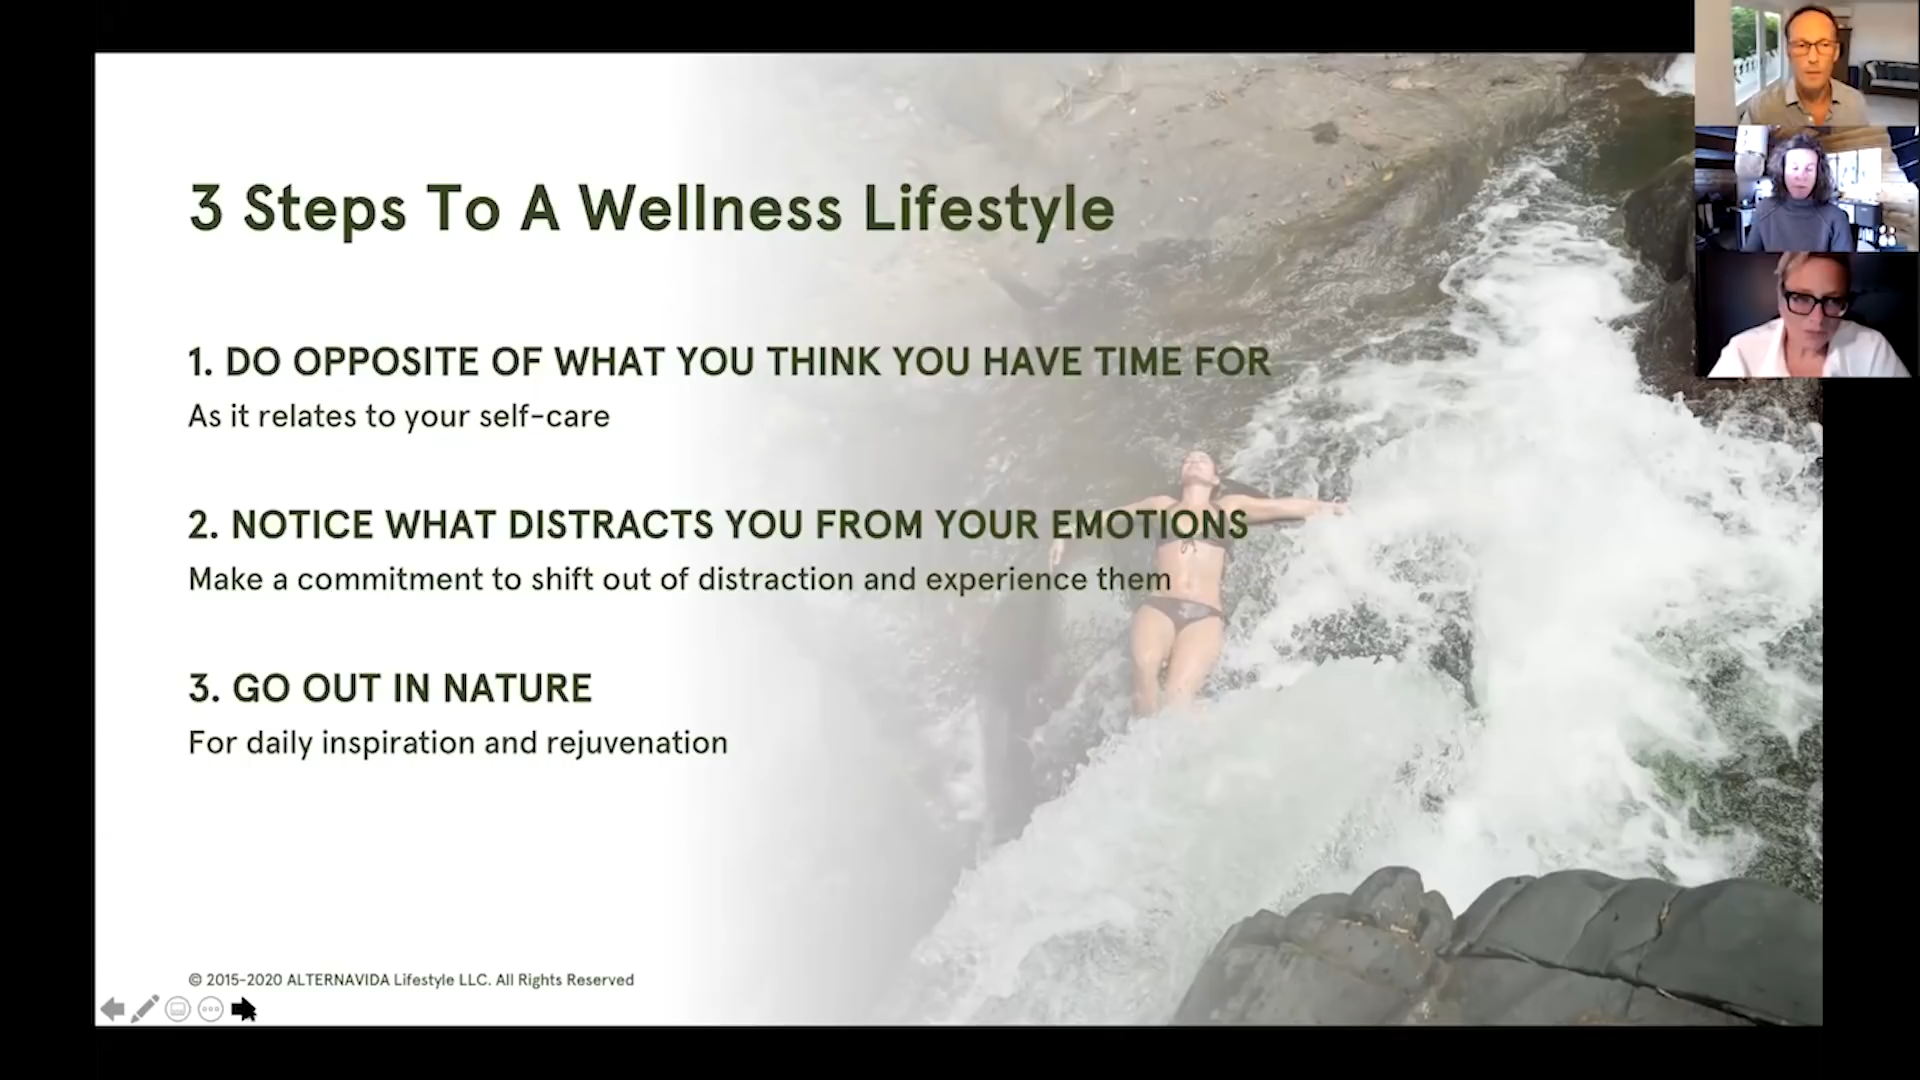 3 Steps To A Wellness Lifestyle
1. DO OPPOSITE OF WHAT YOU THINK YOU HAVE TIME FOR
As it relates to your self-care
2. NOTICE WHAT DISTRACTS YOU FROM YOUR EMOTIONS
Make a commitment to shift out of distraction and experience them
3. GO OUT IN NATURE
For daily inspiration and rejuvenation
© 2015-2020 ALTERNAVIDA Lifestyle LLC. All Rights Reserved